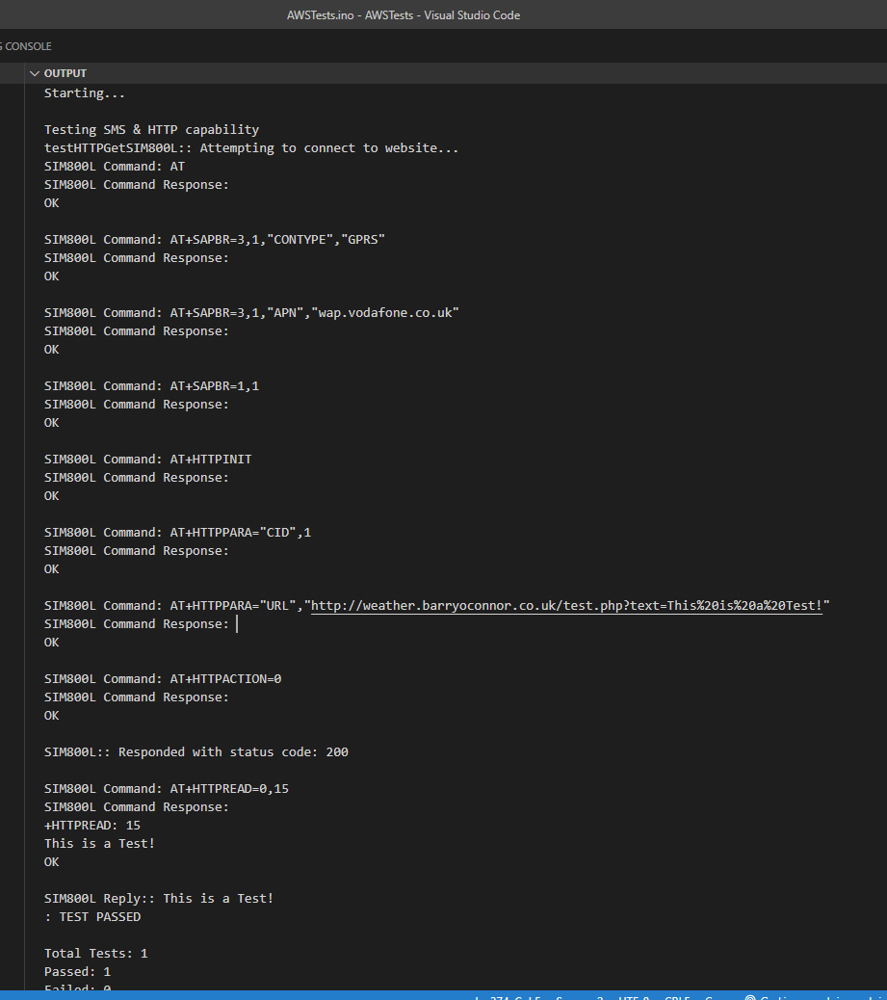 AWSTests.ino - AWSTests - Visual Studio Code
CONSOLE
OUTPUT
Starting...
Testing SMS & HTTP capability
testHTTPGetSIM800L:: Attempting to connect to website...
SIM800L Command: AT
SIM800L Command Response:
OK
SIM800L Command: AT+SAPBR=3,1,"CONTYPE","GPRS"
SIM800L Command Response:
OK
SIM800L Command: AT+SAPBR=3,1,"APN","wap.vodafone.co.uk"
SIM800L Command Response:
OK
SIM800L Command: AT+SAPBR=1,1
SIM800L Command Response:
OK
SIM800L Command: AT+HTTPINIT
SIM800L Command Response:
OK
SIM800L Command: AT+HTTPPARA="CID",1
SIM800L Command Response:
OK
SIM800L Command: AT+HTTPPARA="URL","http://weather.barryoconnor.co.uk/test.php?text=This%20is%20a%20Test!"
SIM800L Command Response:
OK
SIM800L Command: AT+HTTPACTION=0
SIM800L Command Response:
OK
SIM800L:: Responded with status code: 200
SIM800L Command: AT+HTTPREAD=0,15
SIM800L Command Response:
+HTTPREAD: 15
This is a Test!
OK
SIM800L Reply:: This is a Test!
: TEST PASSED
Total Tests: 1
Passed: 1
Failed: 0